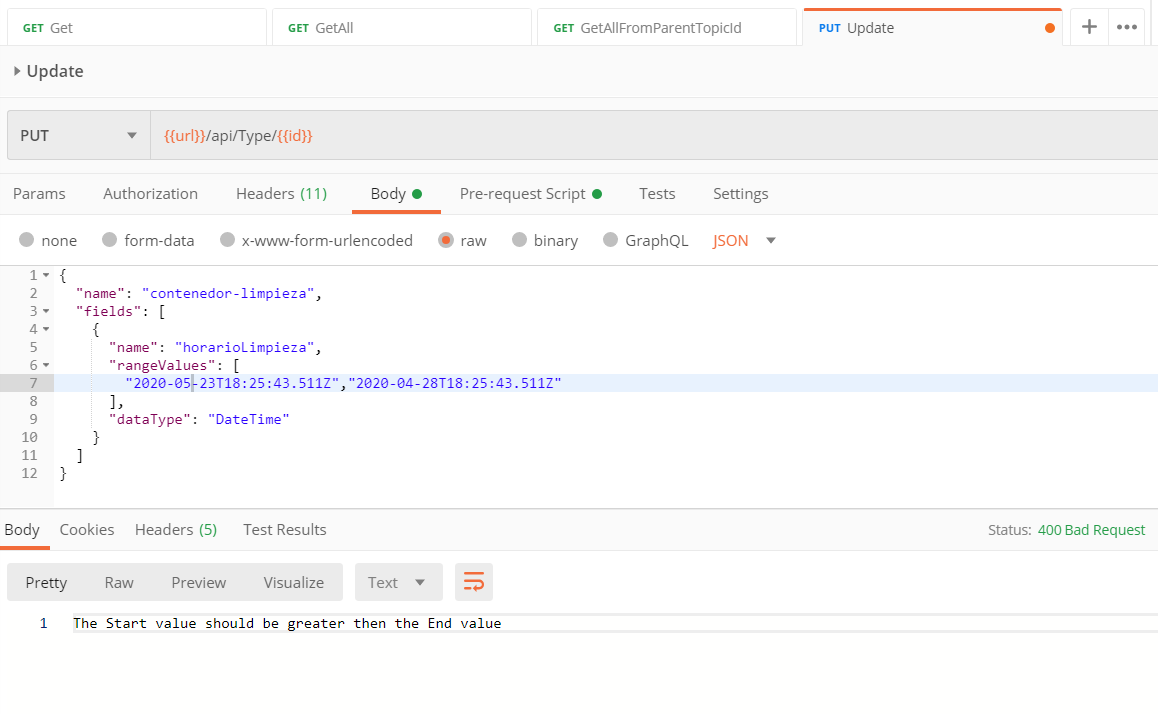 GET Get GET GetAll GET GetAllFromParentTopicId PUT Update + •••
Update
PUT {{url}}/api/Type/{{id}}
Params Authorization Headers (11) Body Pre-request Script Tests Settings
none form-data x-www-form-urlencoded raw binary GraphQL JSON
1 {
2 "name": "contenedor-limpieza",
3 "fields": [
4 {
5 "name": "horarioLimpieza",
6 "rangeValues": [
7 "2020-05-23T18:25:43.511Z","2020-04-28T18:25:43.511Z"
8 ],
9 "dataType": "DateTime"
10 }
11 ]
12 }
Body Cookies Headers (5) Test Results Status: 400 Bad Request
Pretty Raw Preview Visualize Text
1 The Start value should be greater then the End value